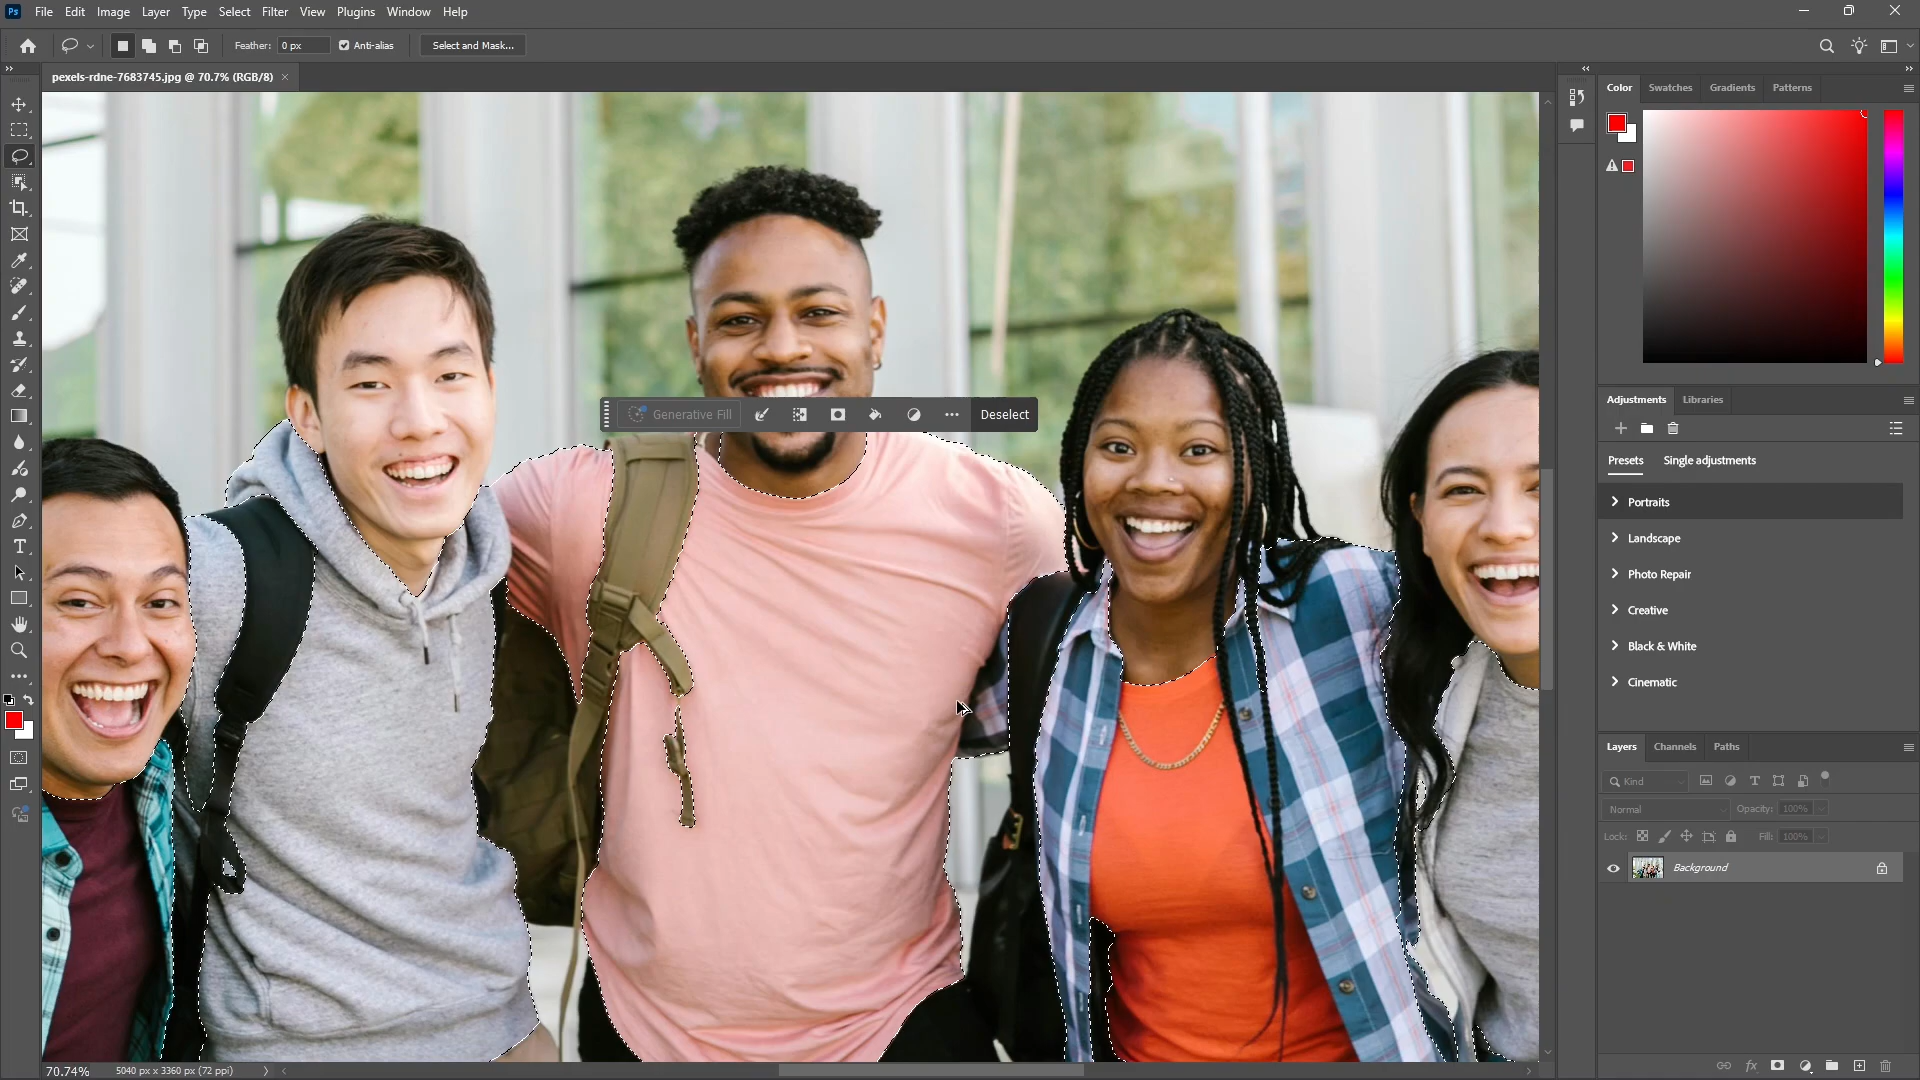 Ps File Edit Image Layer Type Select Filter View Plugins Window Help
Feather: 0 px Anti-alias Select and Mask...
pexels-rdne-7683745.jpg @ 70.7% (RGB/8)
Color Swatches Gradients Patterns
Generative Fill Deselect
Adjustments Libraries
Presets Single adjustments
Portraits
Landscape
Photo Repair
Creative
Black & White
Cinematic
Layers Channels Paths
Kind
Normal Opacity: 100%
Lock: Fill: 100%
Background
70.74% 5040 px x 3360 px (72 ppi)